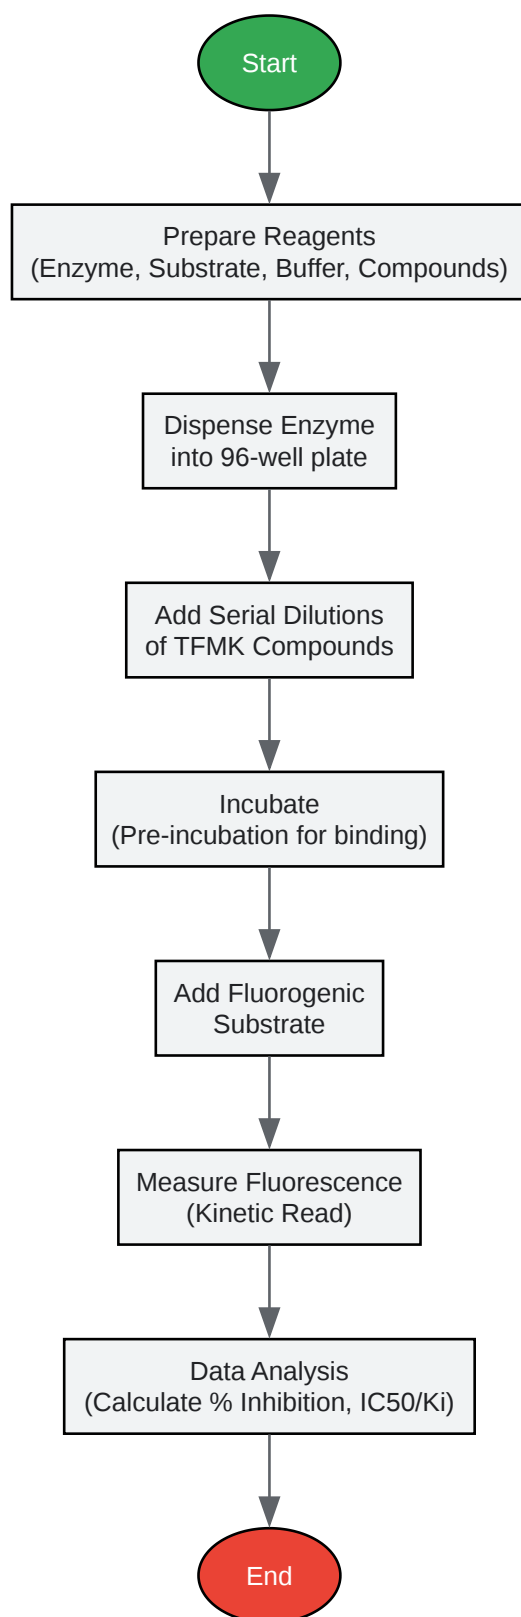 Start
Prepare Reagents
(Enzyme, Substrate, Buffer, Compounds)
Dispense Enzyme
into 96-well plate
Add Serial Dilutions
of TFMK Compounds
Incubate
(Pre-incubation for binding)
Add Fluorogenic
Substrate
Measure Fluorescence
(Kinetic Read)
Data Analysis
(Calculate % Inhibition, IC50/Ki)
End